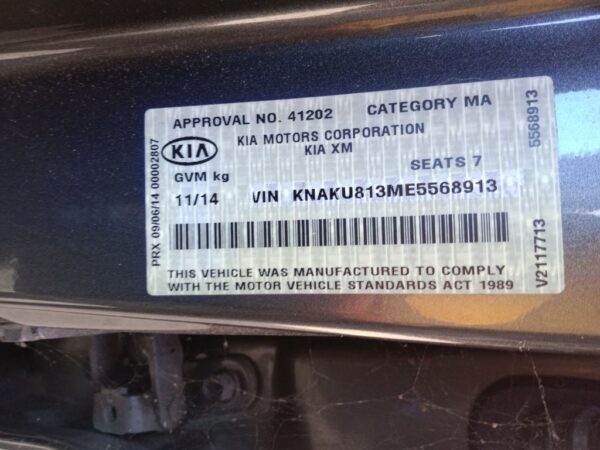 APPROVAL NO. 41202 CATEGORY MA
KIA
KIA MOTORS CORPORATION
KIA XM
SEATS 7
GVM kg
11/14 VIN KNAKU813ME5568913
THIS VEHICLE WAS MANUFACTURED TO COMPLY
WITH THE MOTOR VEHICLE STANDARDS ACT 1989
PRX 09/06/14 00002807
5568913
V2117713